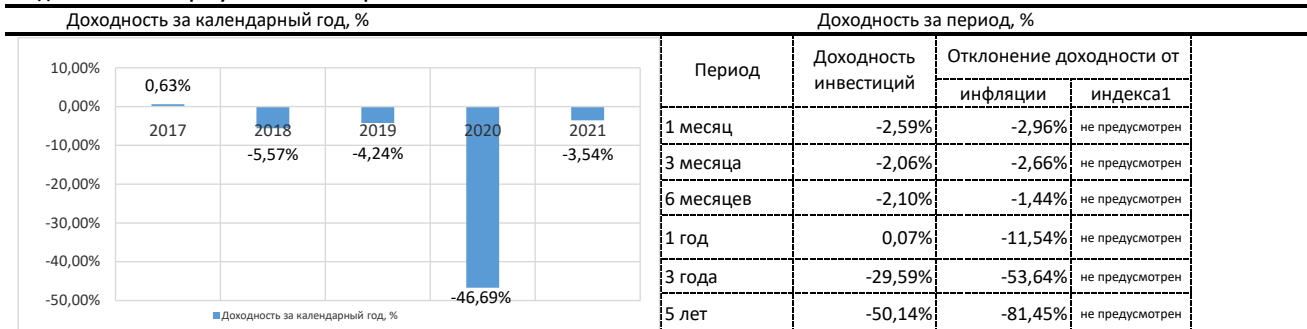 Доходность за календарный год, %
Доходность за период, %
10,00%
0,00%
-10,00%
-20,00%
-30,00%
-40,00%
-50,00%
0,63%
2017 2018 2019 2020 2021
-5,57% -4,24% -3,54%
-46,69%
Доходность за календарный год, %
Период Доходность инвестиций Отклонение доходности от
инфляции индекса1
1 месяц -2,59% -2,96% не предусмотрен
3 месяца -2,06% -2,66% не предусмотрен
6 месяцев -2,10% -1,44% не предусмотрен
1 год 0,07% -11,54% не предусмотрен
3 года -29,59% -53,64% не предусмотрен
5 лет -50,14% -81,45% не предусмотрен